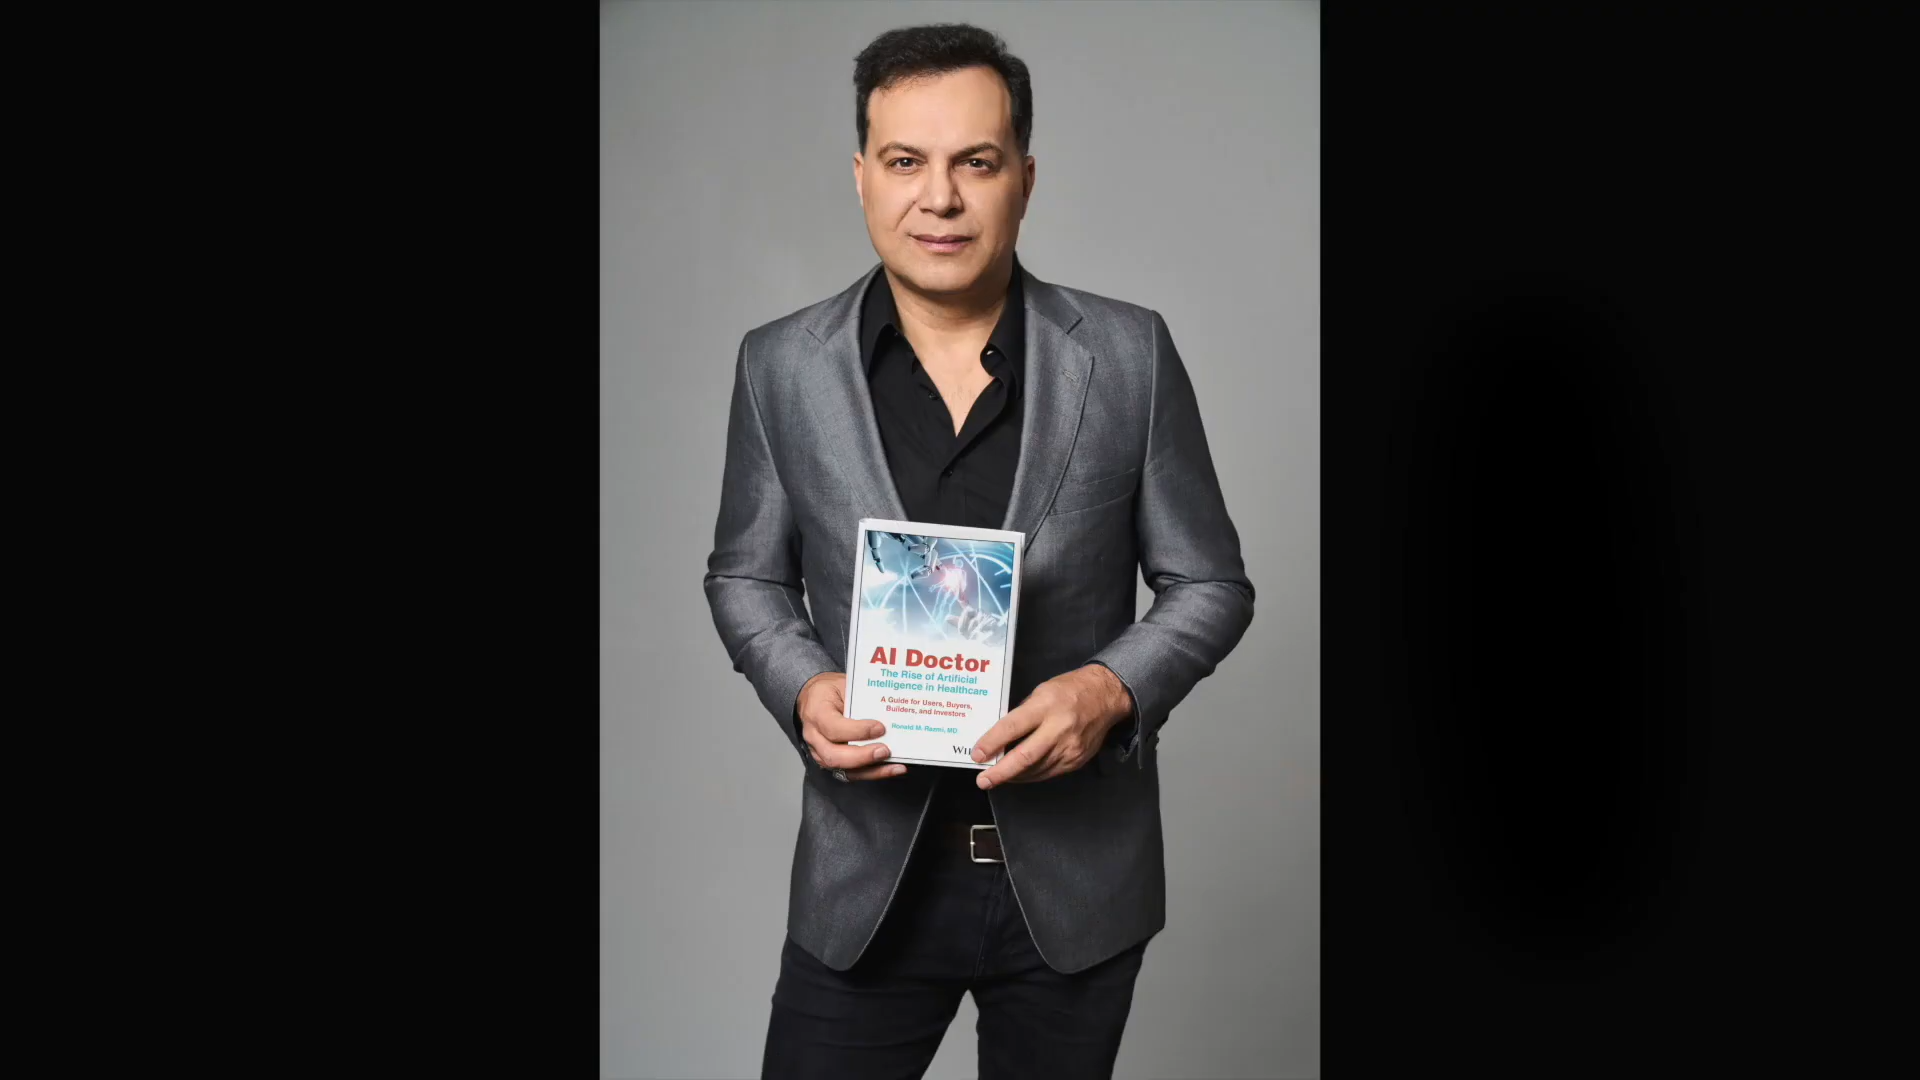 AI Doctor
The Rise of Artificial
Intelligence in Healthcare
A Guide for Users, Buyers,
Builders, and Investors
Ronald M. Razmi, MD